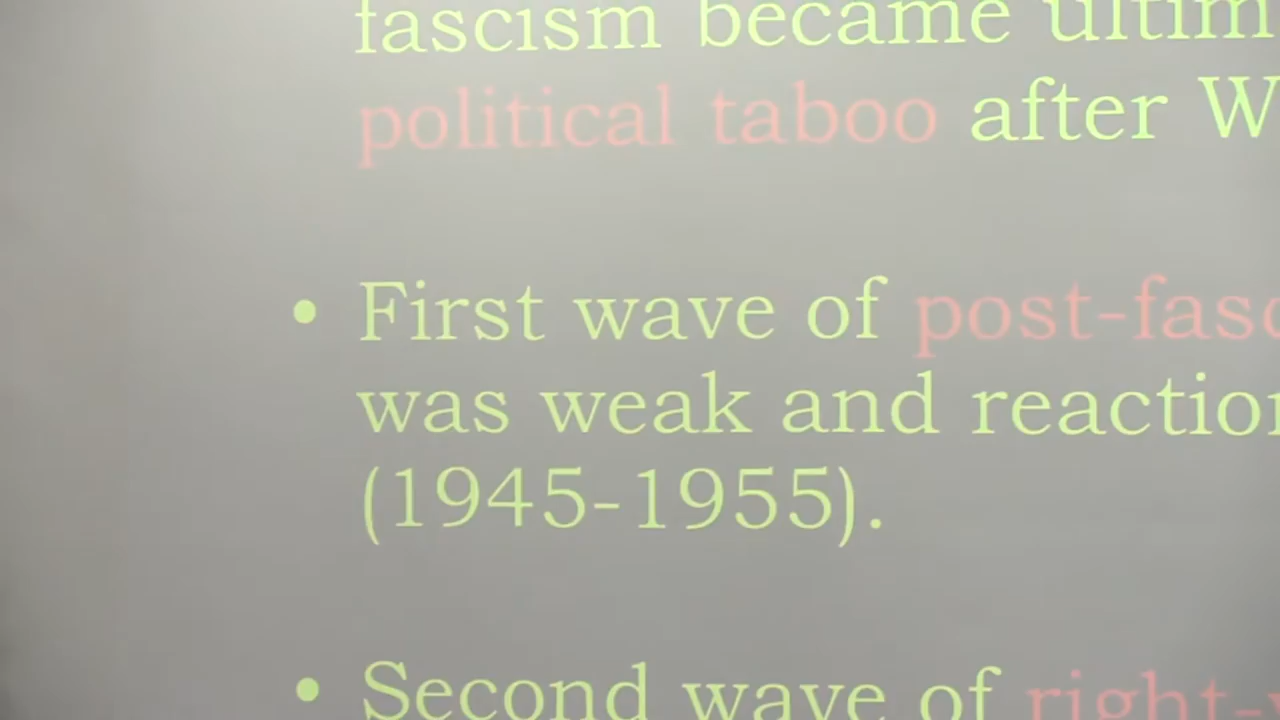 fascism became
political taboo after
• First wave of
was weak and
(1945-1955).
• Second wave of